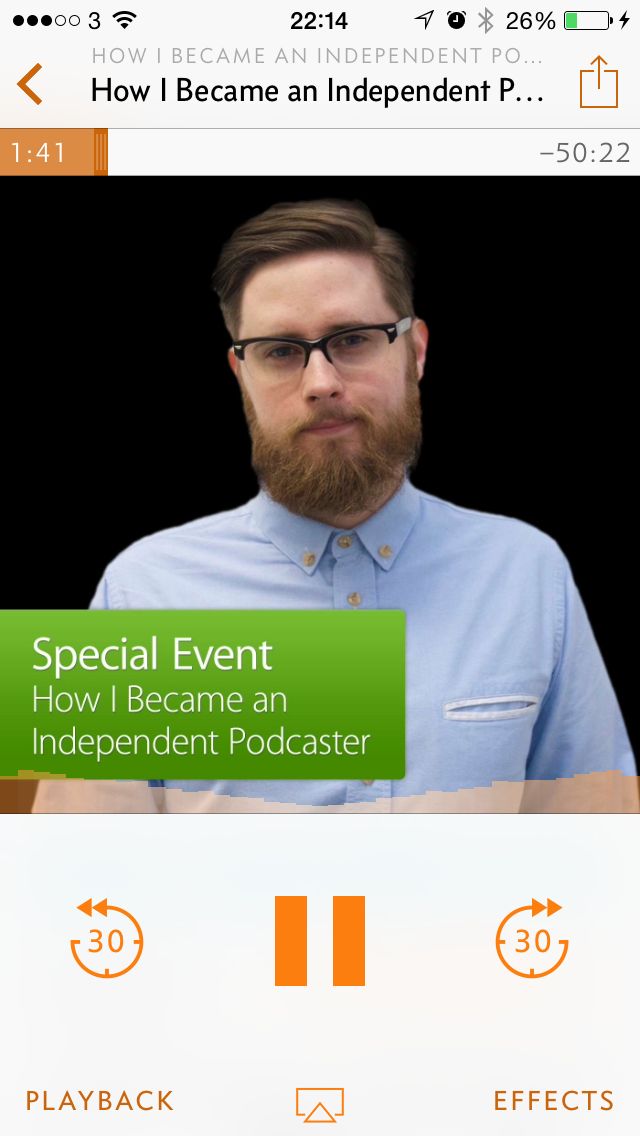 3 22:14 26%
HOW I BECAME AN INDEPENDENT PO...
How I Became an Independent P...
1:41 −50:22
Special Event
How I Became an
Independent Podcaster
30 30
PLAYBACK EFFECTS